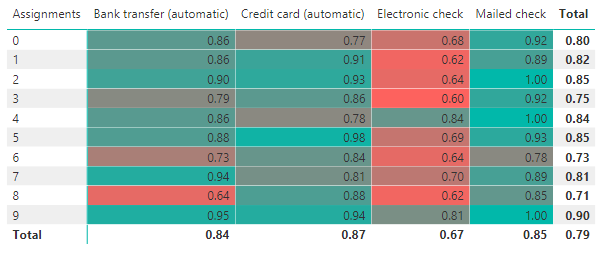 Assignments Bank transfer (automatic) Credit card (automatic) Electronic check Mailed check Total
0 0.86 0.77 0.68 0.92 0.80
1 0.86 0.91 0.62 0.89 0.82
2 0.90 0.93 0.64 1.00 0.85
3 0.79 0.86 0.60 0.92 0.75
4 0.86 0.78 0.84 1.00 0.84
5 0.88 0.98 0.69 0.93 0.85
6 0.73 0.84 0.64 0.78 0.73
7 0.94 0.81 0.70 0.89 0.81
8 0.64 0.88 0.62 0.85 0.71
9 0.95 0.94 0.81 1.00 0.90
Total 0.84 0.87 0.67 0.85 0.79